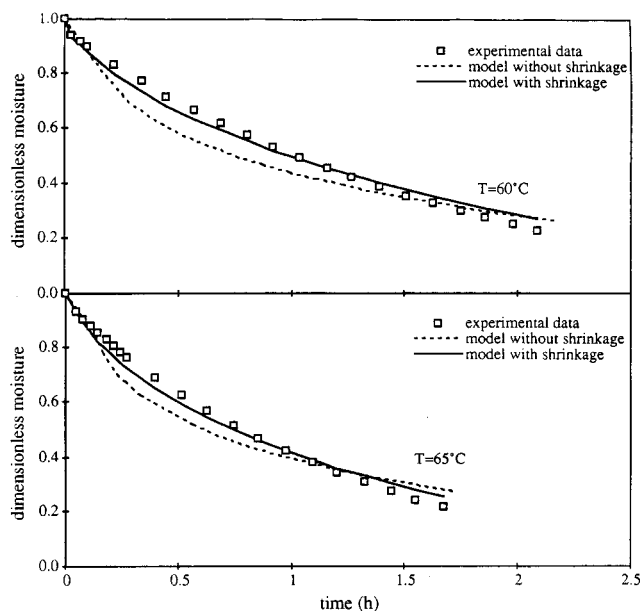 1.0
0.8
0.6
0.4
0.2
0.0
dimensionless moisture
experimental data
model without shrinkage
model with shrinkage
T=60°C
0.8
0.6
0.4
0.2
0.0
dimensionless moisture
experimental data
model without shrinkage
model with shrinkage
T=65°C
0
0.5
1
1.5
2
2.5
time (h)